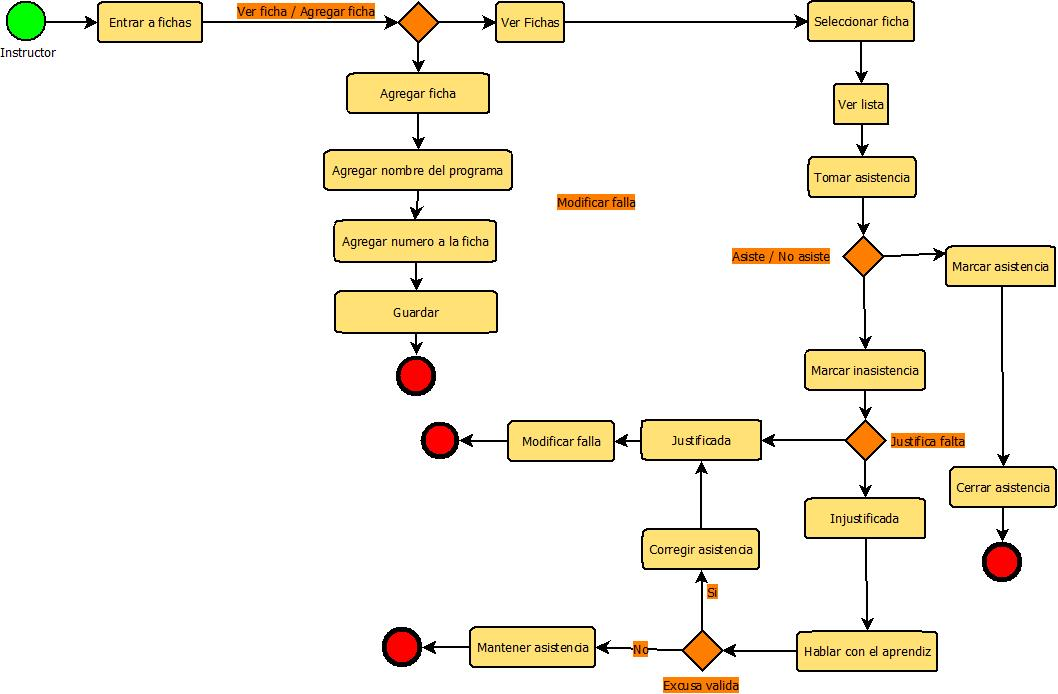 Instructor
Entrar a fichas
Ver ficha / Agregar ficha
Ver Fichas
Seleccionar ficha
Agregar ficha
Ver lista
Agregar nombre del programa
Tomar asistencia
Modificar falla
Agregar numero a la ficha
Asiste / No asiste
Marcar asistencia
Guardar
Marcar inasistencia
Modificar falla
Justificada
Justifica falta
Cerrar asistencia
Injustificada
Corregir asistencia
Si
Mantener asistencia
No
Hablar con el aprendiz
Excusa valida